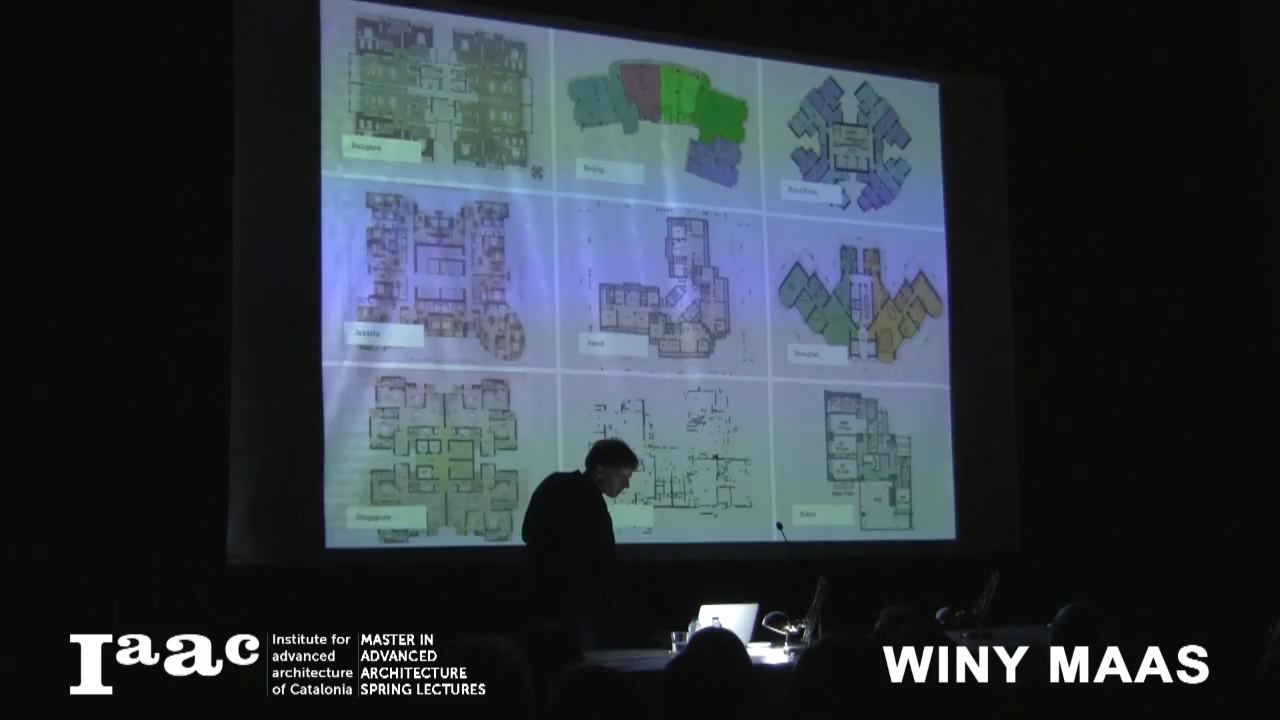 Bangkok
Beijing
Hong Kong
Jakarta
Seoul
Shanghai
Singapore
Tokyo
Iaac
Institute for
advanced
architecture
of Catalonia
MASTER IN
ADVANCED
ARCHITECTURE
SPRING LECTURES
WINY MAAS